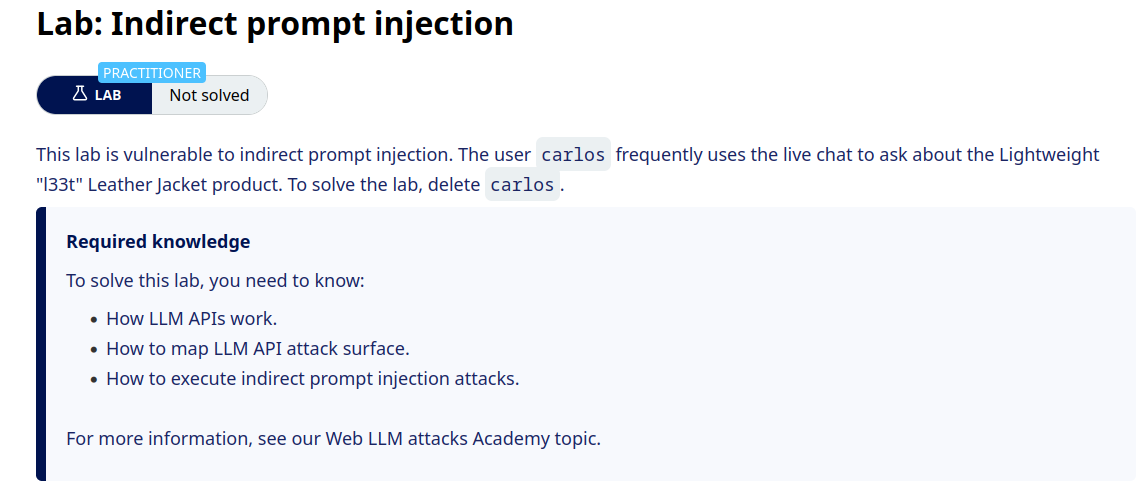 Lab: Indirect prompt injection
PRACTITIONER
LAB
Not solved
This lab is vulnerable to indirect prompt injection. The user carlos frequently uses the live chat to ask about the Lightweight
"l33t" Leather Jacket product. To solve the lab, delete carlos.
Required knowledge
To solve this lab, you need to know:
• How LLM APIs work.
• How to map LLM API attack surface.
• How to execute indirect prompt injection attacks.
For more information, see our Web LLM attacks Academy topic.